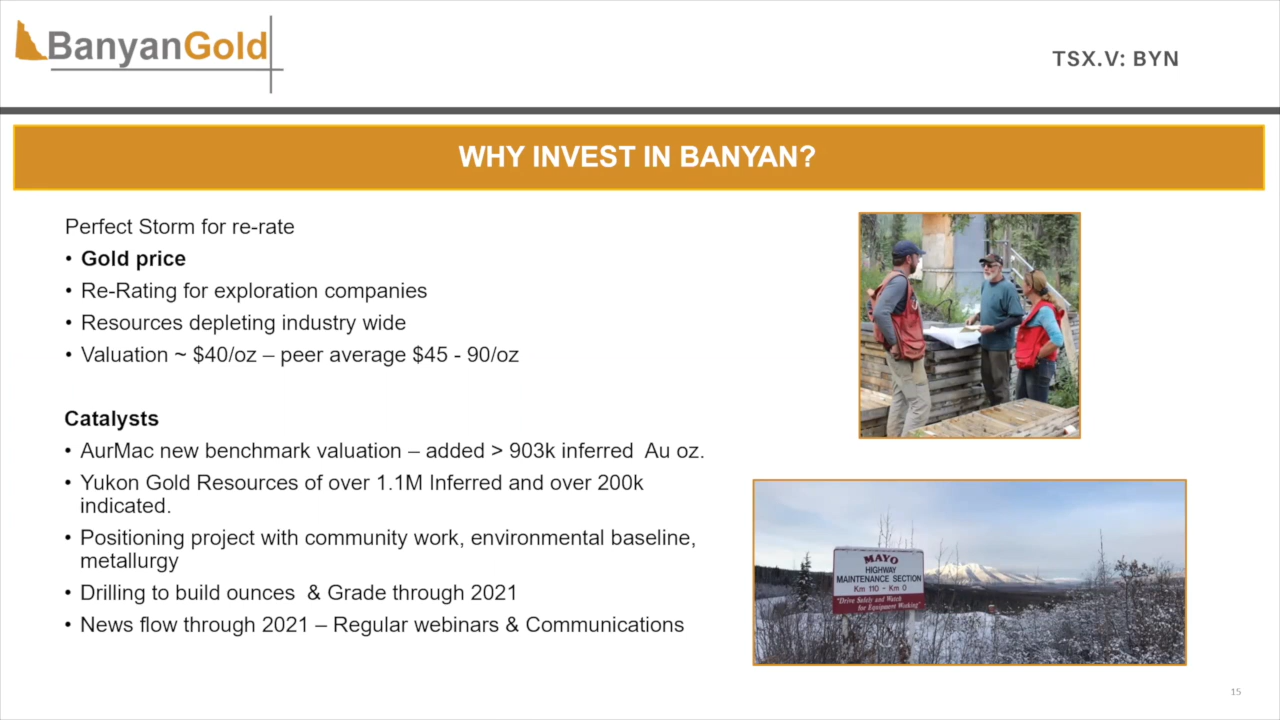 BanyanGold
TSX.V: BYN
WHY INVEST IN BANYAN?
Perfect Storm for re-rate
• Gold price
• Re-Rating for exploration companies
• Resources depleting industry wide
• Valuation ~ $40/oz – peer average $45 - 90/oz
Catalysts
• AurMac new benchmark valuation – added > 903k inferred  Au oz.
• Yukon Gold Resources of over 1.1M Inferred and over 200k
indicated.
• Positioning project with community work, environmental baseline,
metallurgy
• Drilling to build ounces  & Grade through 2021
• News flow through 2021 – Regular webinars & Communications
MAYO
HIGHWAY
MAINTENANCE SECTION
Km 110 - Km 0
"Drive Safely and Watch
for Equipment Working"
15